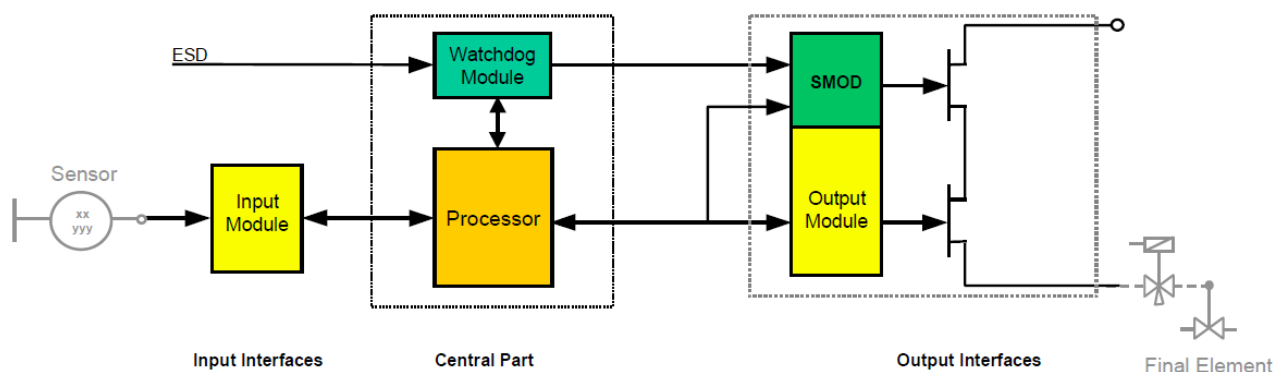 ESD
Watchdog
Module
SMOD
Sensor
xx
yyy
Input
Module
Processor
Output
Module
Input Interfaces
Central Part
Output Interfaces
Final Element